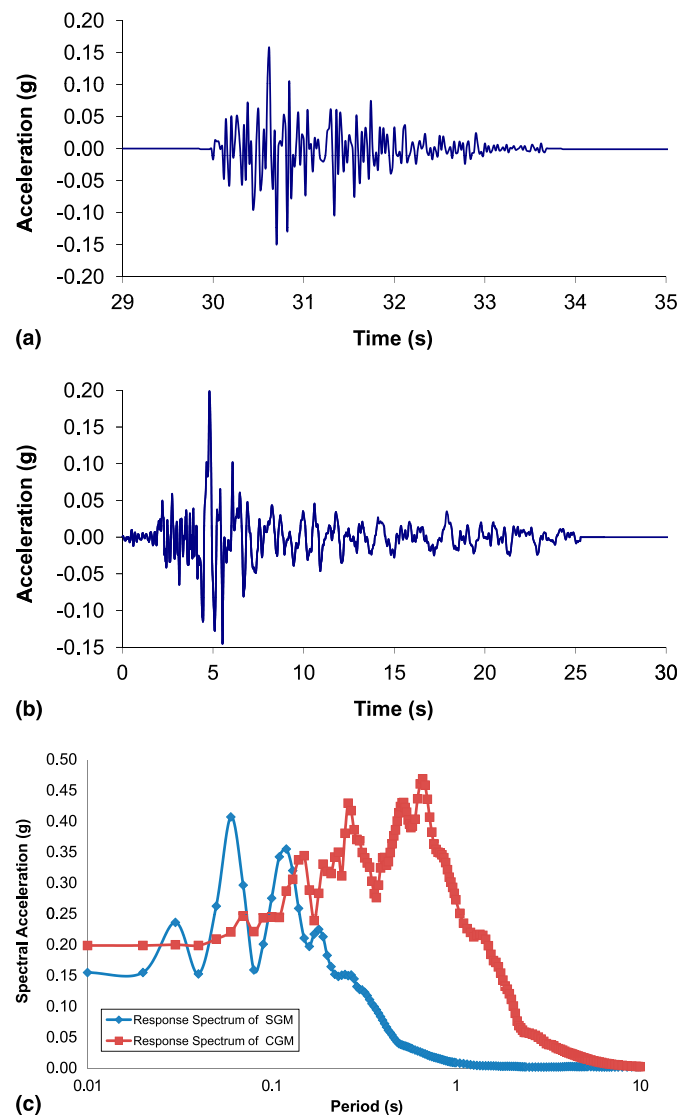 0.20
0.15
0.10
0.05
0.00
-0.05
-0.10
-0.15
-0.20
Acceleration (g)
29 30 31 32 33 34 35
Time (s)
(a)
0.20
0.15
0.10
0.05
0.00
-0.05
-0.10
-0.15
Acceleration (g)
0 5 10 15 20 25 30
Time (s)
(b)
0.50
0.45
0.40
0.35
0.30
0.25
0.20
0.15
0.10
0.05
0.00
Spectral Acceleration (g)
Response Spectrum of SGM
Response Spectrum of CGM
0.01 0.1 1 10
Period (s)
(c)